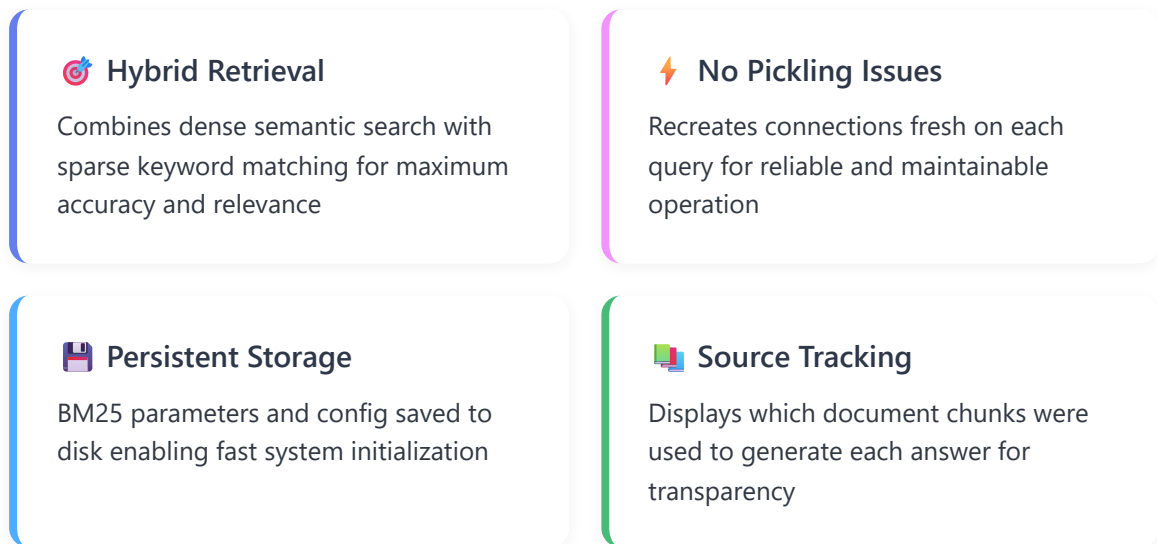 Hybrid Retrieval
Combines dense semantic search with
sparse keyword matching for maximum
accuracy and relevance
No Pickling Issues
Recreates connections fresh on each
query for reliable and maintainable
operation
Persistent Storage
BM25 parameters and config saved to
disk enabling fast system initialization
Source Tracking
Displays which document chunks were
used to generate each answer for
transparency